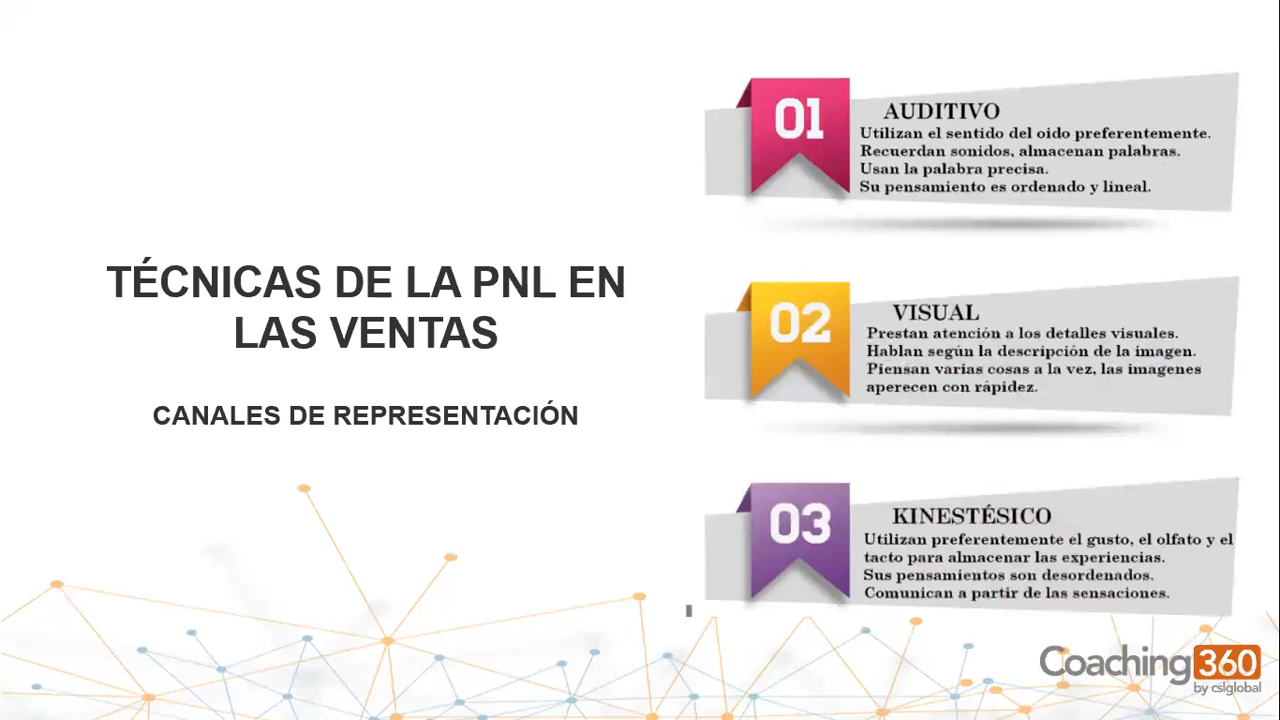 TÉCNICAS DE LA PNL EN
LAS VENTAS
CANALES DE REPRESENTACIÓN
01
AUDITIVO
Utilizan el sentido del oido preferentemente.
Recuerdan sonidos, almacenan palabras.
Usan la palabra precisa.
Su pensamiento es ordenado y lineal.
02
VISUAL
Prestan atención a los detalles visuales.
Hablan según la descripción de la imagen.
Piensan varias cosas a la vez, las imagenes
aperecen con rápidez.
03
KINESTÉSICO
Utilizan preferentemente el gusto, el olfato y el
tacto para almacenar las experiencias.
Sus pensamientos son desordenados.
Comunican a partir de las sensaciones.
Coaching360
by cslglobal